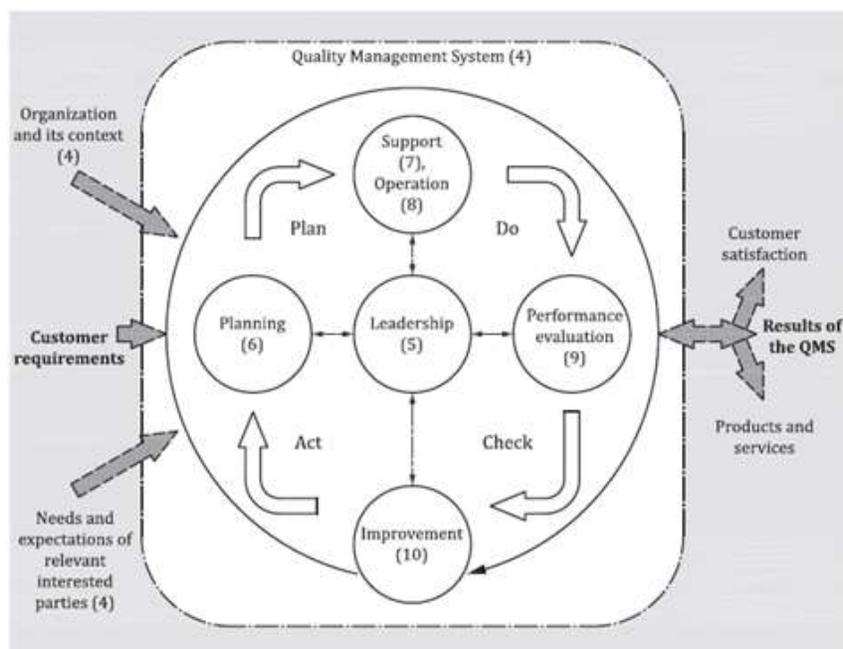 Quality Management System (4)
Organization
and its context
(4)
Support
(7),
Operation
(8)
Plan
Do
Customer
satisfaction
Customer
requirements
Planning
(6)
Leadership
(5)
Performance
evaluation
(9)
Results of
the QMS
Act
Check
Products and
services
Needs and
expectations of
relevant
interested
parties (4)
Improvement
(10)